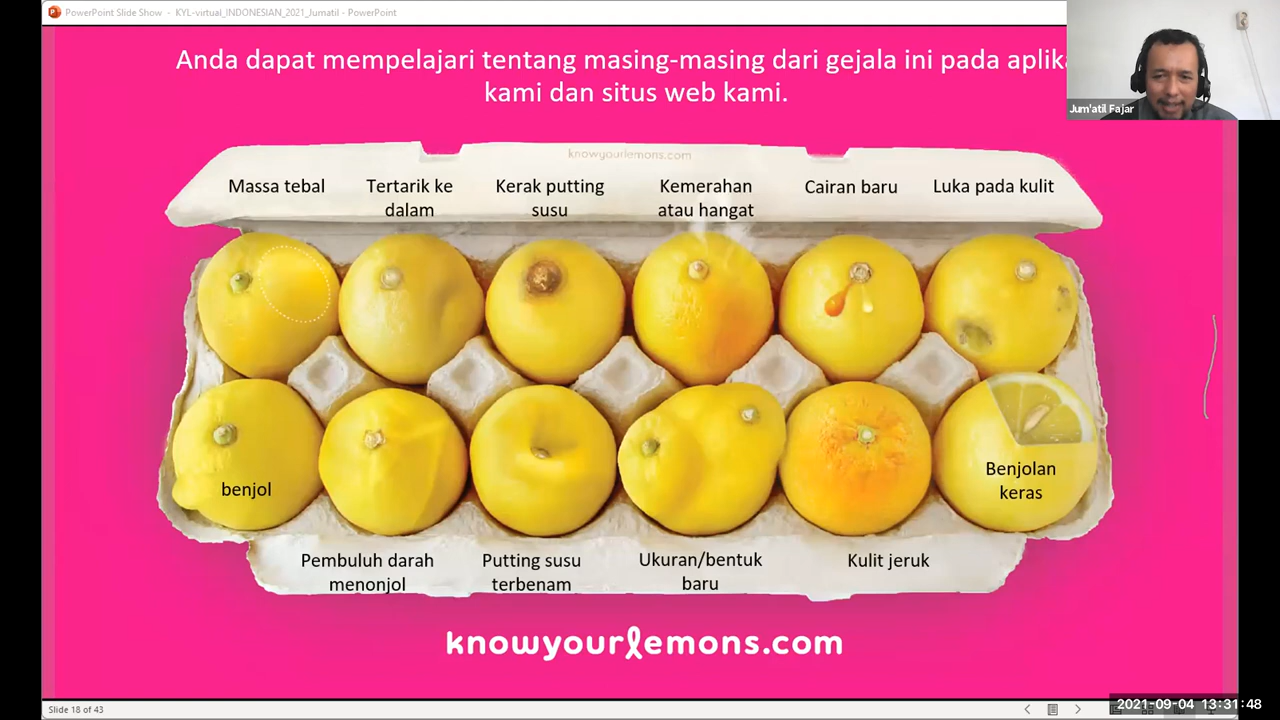 PowerPoint Slide Show - KYL-virtual_INDONESIAN_2021_Jumatil - PowerPoint
Anda dapat mempelajari tentang masing-masing dari gejala ini pada aplika
kami dan situs web kami.
Jum'atil Fajar
knowyourlemons.com
Massa tebal
Tertarik ke
dalam
Kerak putting
susu
Kemerahan
atau hangat
Cairan baru
Luka pada kulit
benjol
Benjolan
keras
Pembuluh darah
menonjol
Putting susu
terbenam
Ukuran/bentuk
baru
Kulit jeruk
knowyourlemons.com
Slide 18 of 43
2021-09-04 13:31:48